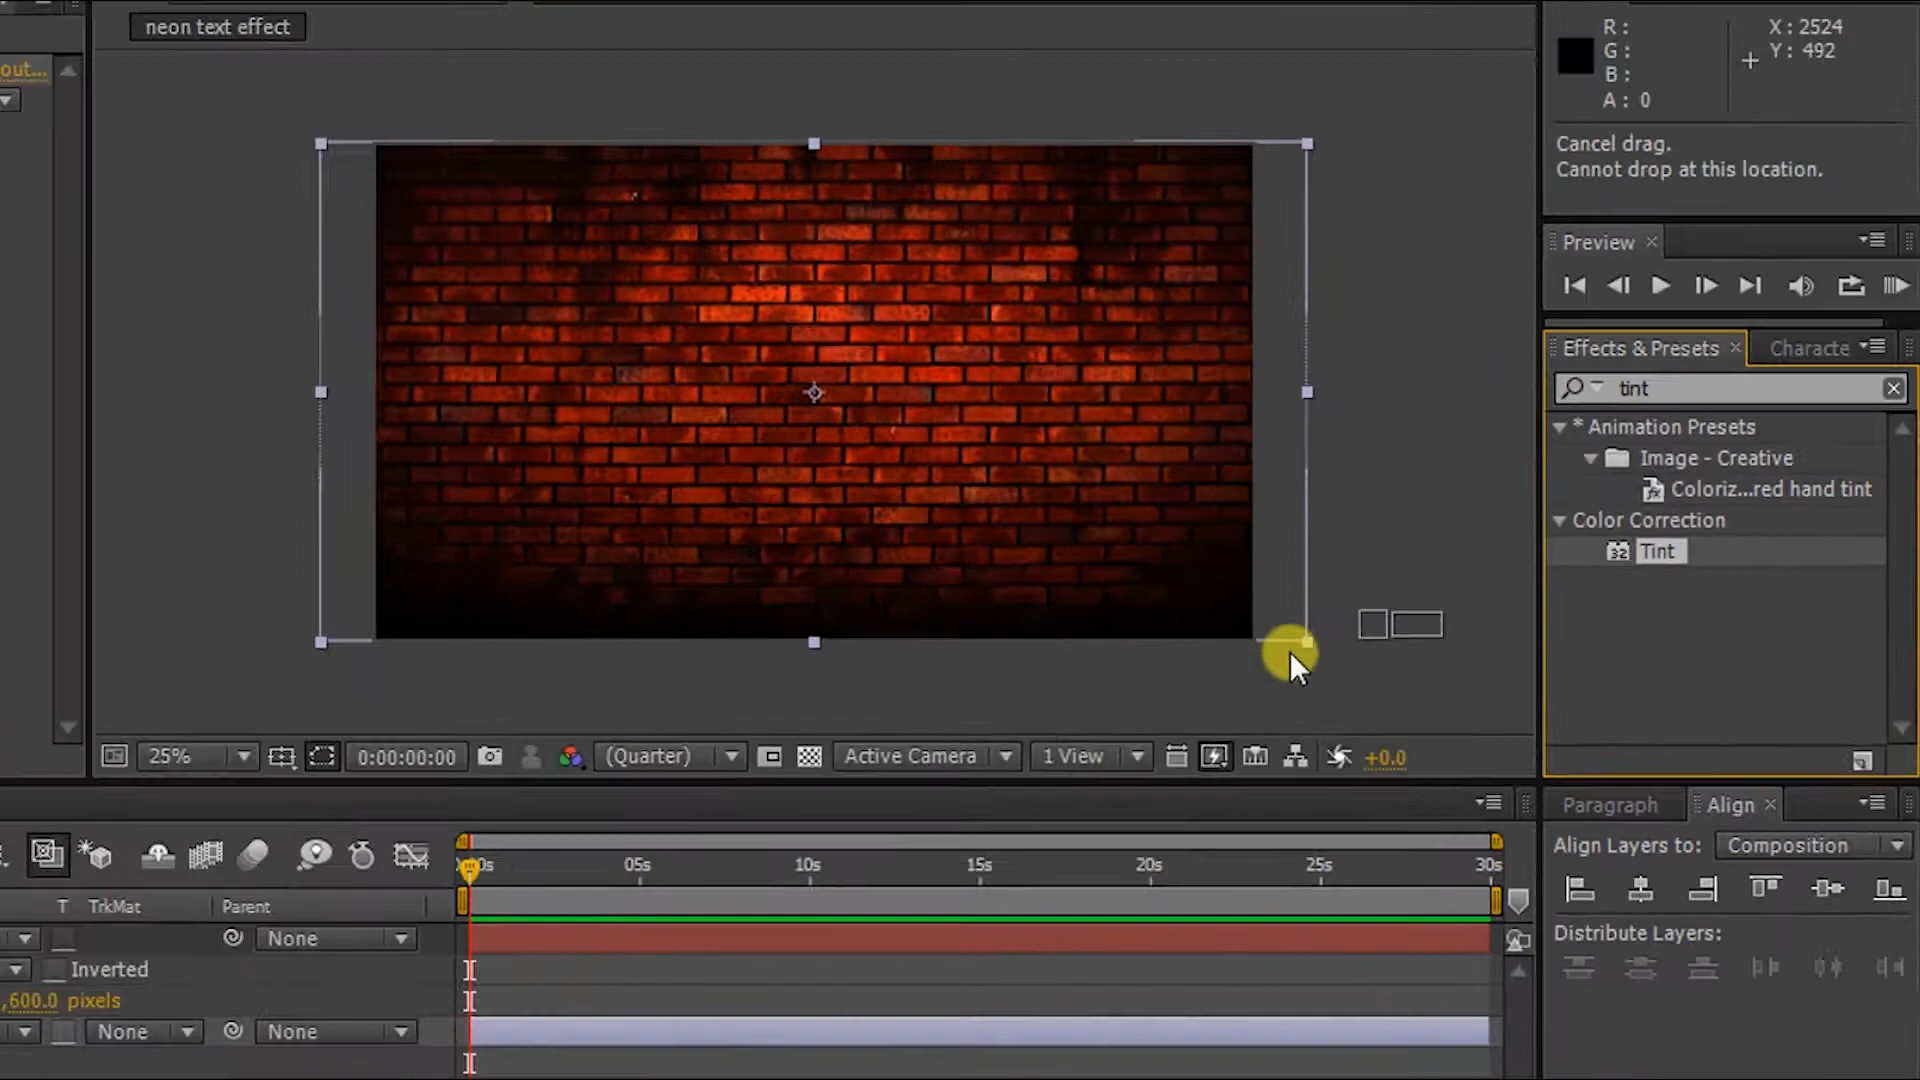 neon text effect
out...
R :
G :
B :
A : 0
X : 2524
Y : 492
Cancel drag.
Cannot drop at this location.
Preview
Effects & Presets
Characte
tint
* Animation Presets
Image - Creative
Coloriz...red hand tint
Color Correction
32 Tint
25%
0:00:00:00
(Quarter)
Active Camera
1 View
+0.0
Paragraph
Align
Align Layers to:
Composition
Distribute Layers:
0s
05s
10s
15s
20s
25s
30s
T
TrkMat
Parent
None
Inverted
,600.0 pixels
None
None